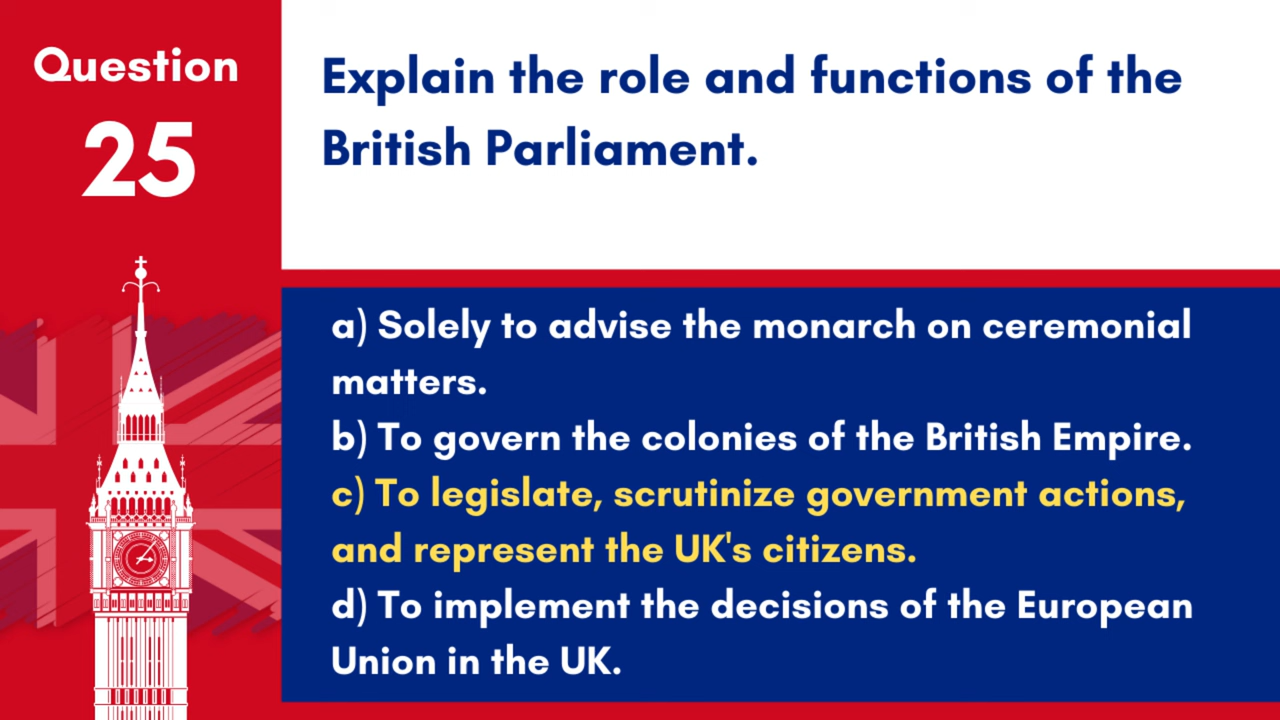 Question
25
Explain the role and functions of the
British Parliament.
a) Solely to advise the monarch on ceremonial
matters.
b) To govern the colonies of the British Empire.
c) To legislate, scrutinize government actions,
and represent the UK's citizens.
d) To implement the decisions of the European
Union in the UK.